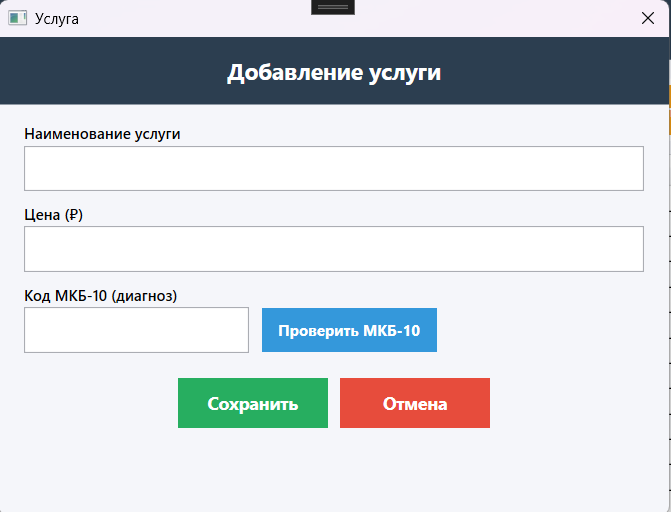 Услуга
Добавление услуги
Наименование услуги
Цена (₽)
Код МКБ-10 (диагноз)
Проверить МКБ-10
Сохранить
Отмена